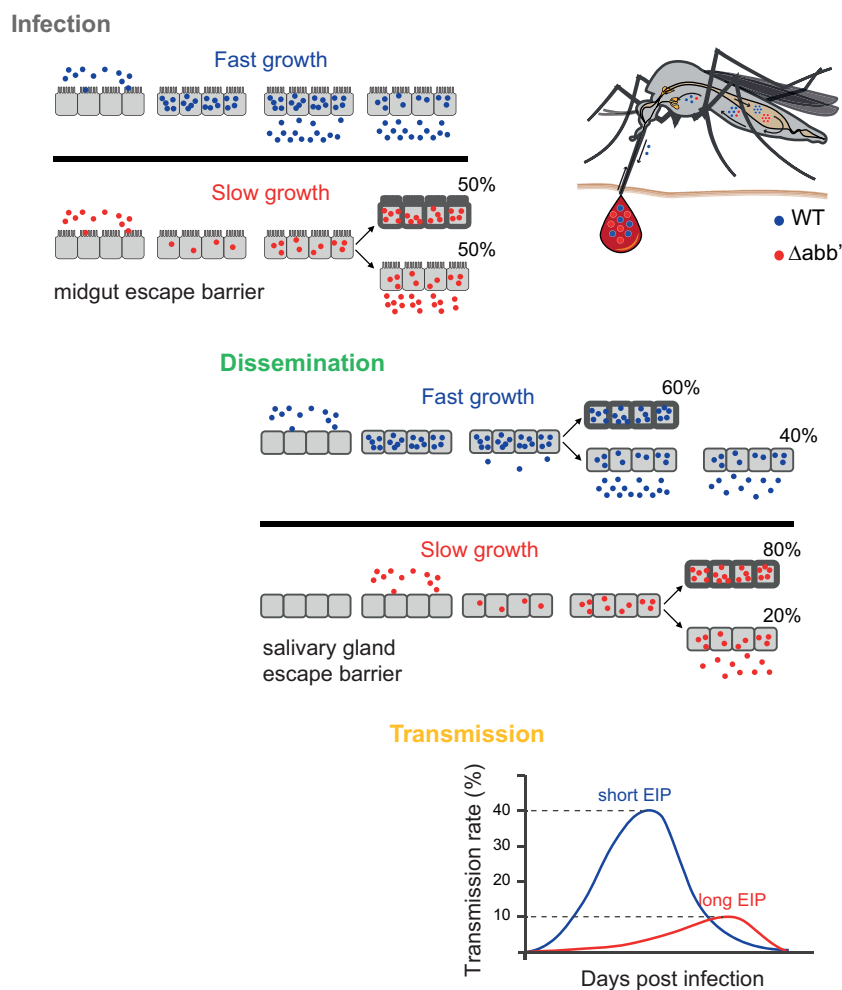 Infection
Fast growth
Slow growth
50%
50%
midgut escape barrier
WT
Δabb’
Dissemination
Fast growth
60%
40%
Slow growth
80%
20%
salivary gland
escape barrier
Transmission
Transmission rate (%)
40
30
20
10
short EIP
long EIP
Days post infection